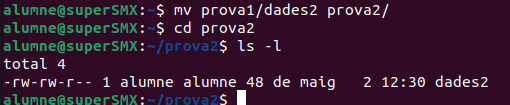 alumne@superSMX:~$ mv prova1/dades2 prova2/
alumne@superSMX:~$ cd prova2
alumne@superSMX:~/prova2$ ls -l
total 4
-rw-rw-r-- 1 alumne alumne 48 de maig   2 12:30 dades2
alumne@superSMX:~/prova2$